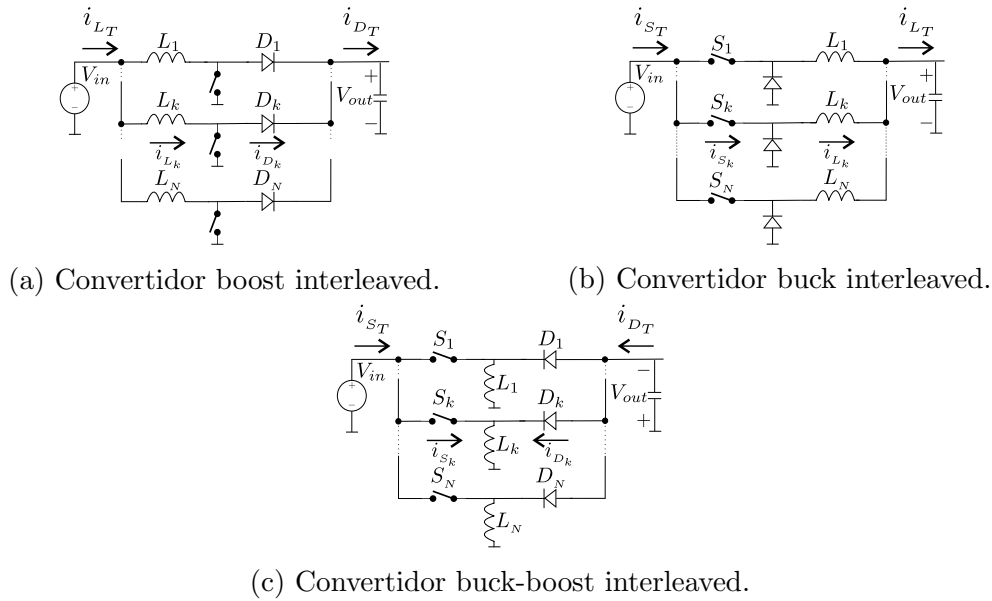 i_{L_T} i_{D_T} i_{S_T} i_{L_T}
L_1 D_1 S_1 L_1
V_{in} + V_{in} +
+ − L_k D_k V_{out} + − S_k L_k V_{out}
− −
i_{L_k} i_{D_k} i_{S_k} i_{L_k}
L_N D_N S_N L_N
(a) Convertidor boost interleaved. (b) Convertidor buck interleaved.
i_{S_T} i_{D_T}
S_1 D_1
V_{in} L_1 −
+ − S_k D_k V_{out}
L_k +
i_{S_k} i_{D_k}
S_N D_N
L_N
(c) Convertidor buck-boost interleaved.